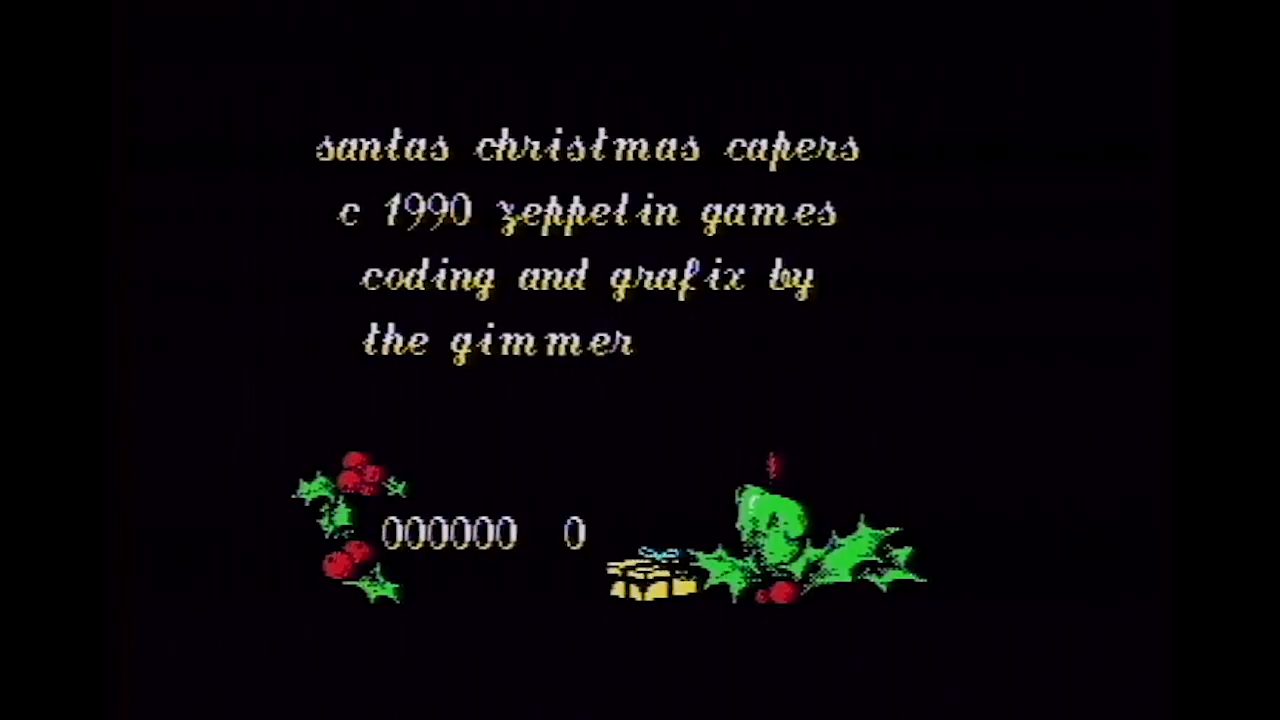 santas christmas capers
c 1990 zeppelin games
coding and grafix by
the gimmer
000000 0